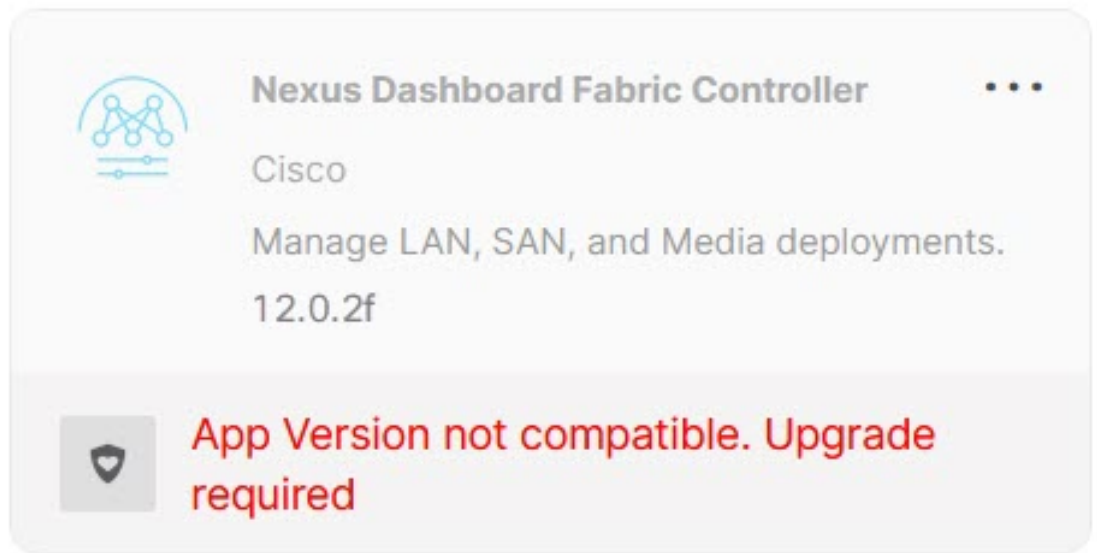 Nexus Dashboard Fabric Controller
Cisco
Manage LAN, SAN, and Media deployments.
12.0.2f
App Version not compatible. Upgrade
required